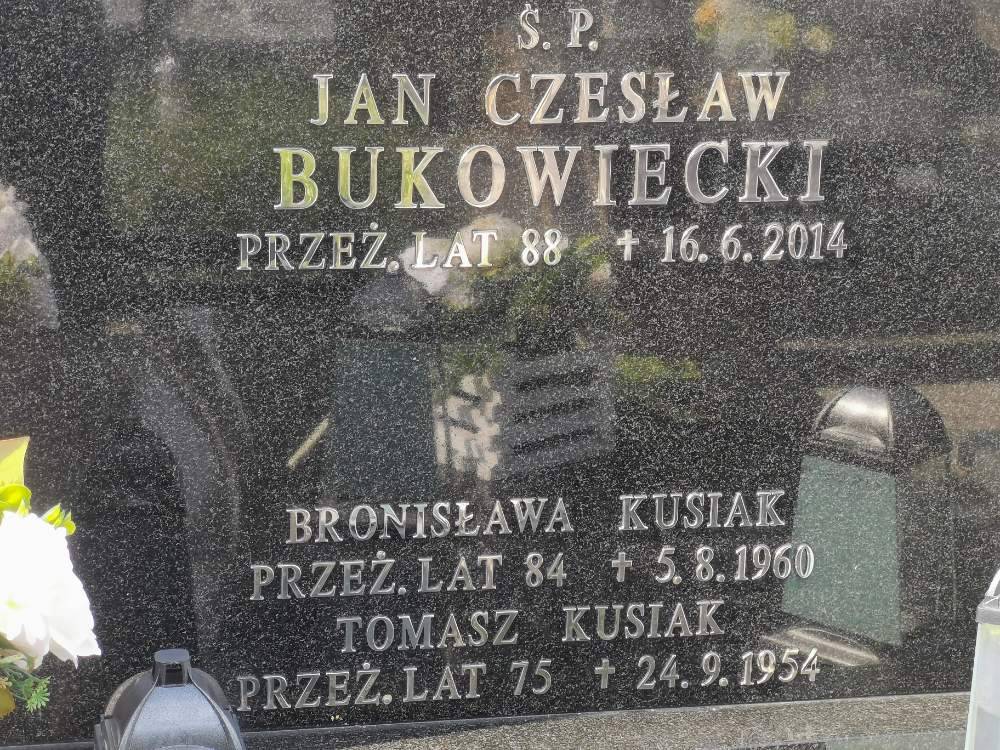 Ś. P.
JAN CZESŁAW
BUKOWIECKI
PRZEŻ. LAT 88 † 16. 6. 2014
BRONISŁAWA KUSIAK
PRZEŻ. LAT 84 † 5. 8. 1960
TOMASZ KUSIAK
PRZEŻ. LAT 75 † 24. 9. 1954